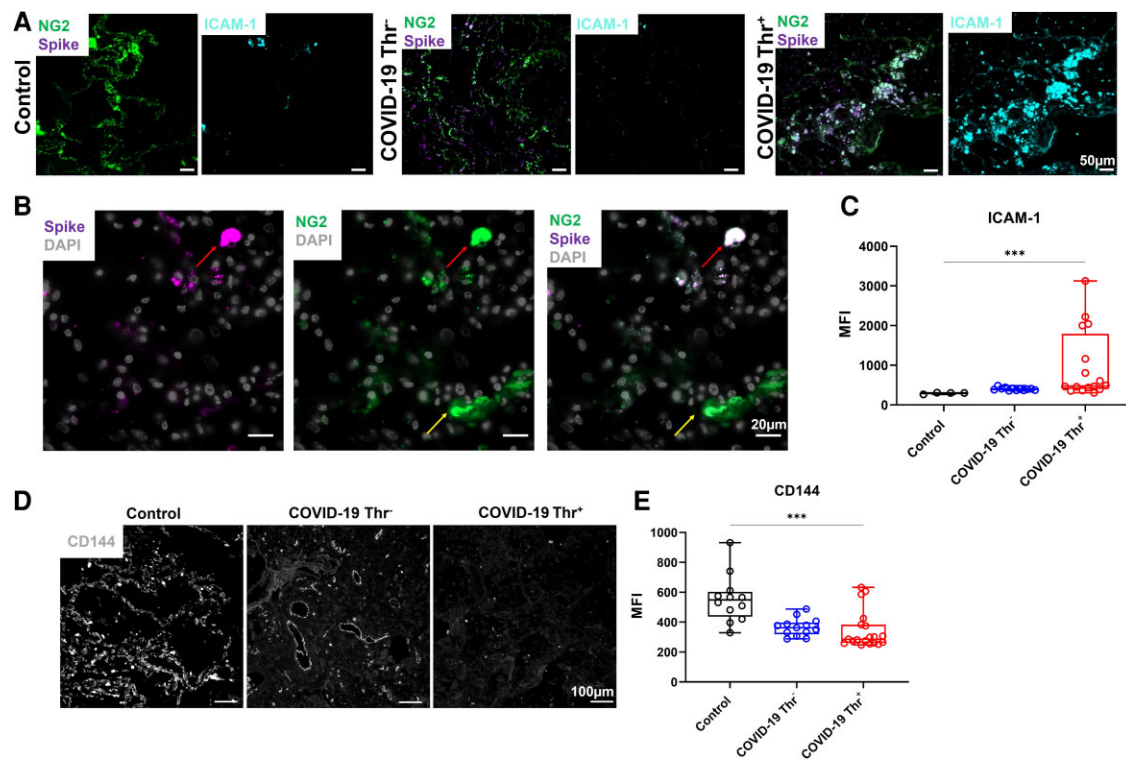 A
Control
NG2
Spike
ICAM-1
COVID-19 Thr⁻
NG2
Spike
ICAM-1
COVID-19 Thr⁺
NG2
Spike
ICAM-1
50µm
B
Spike
DAPI
NG2
DAPI
NG2
Spike
DAPI
20µm
C
ICAM-1
***
MFI
4000
3000
2000
1000
0
Control
COVID-19 Thr⁻
COVID-19 Thr⁺
D
Control
COVID-19 Thr⁻
COVID-19 Thr⁺
CD144
100µm
E
CD144
***
MFI
1000
800
600
400
200
0
Control
COVID-19 Thr⁻
COVID-19 Thr⁺